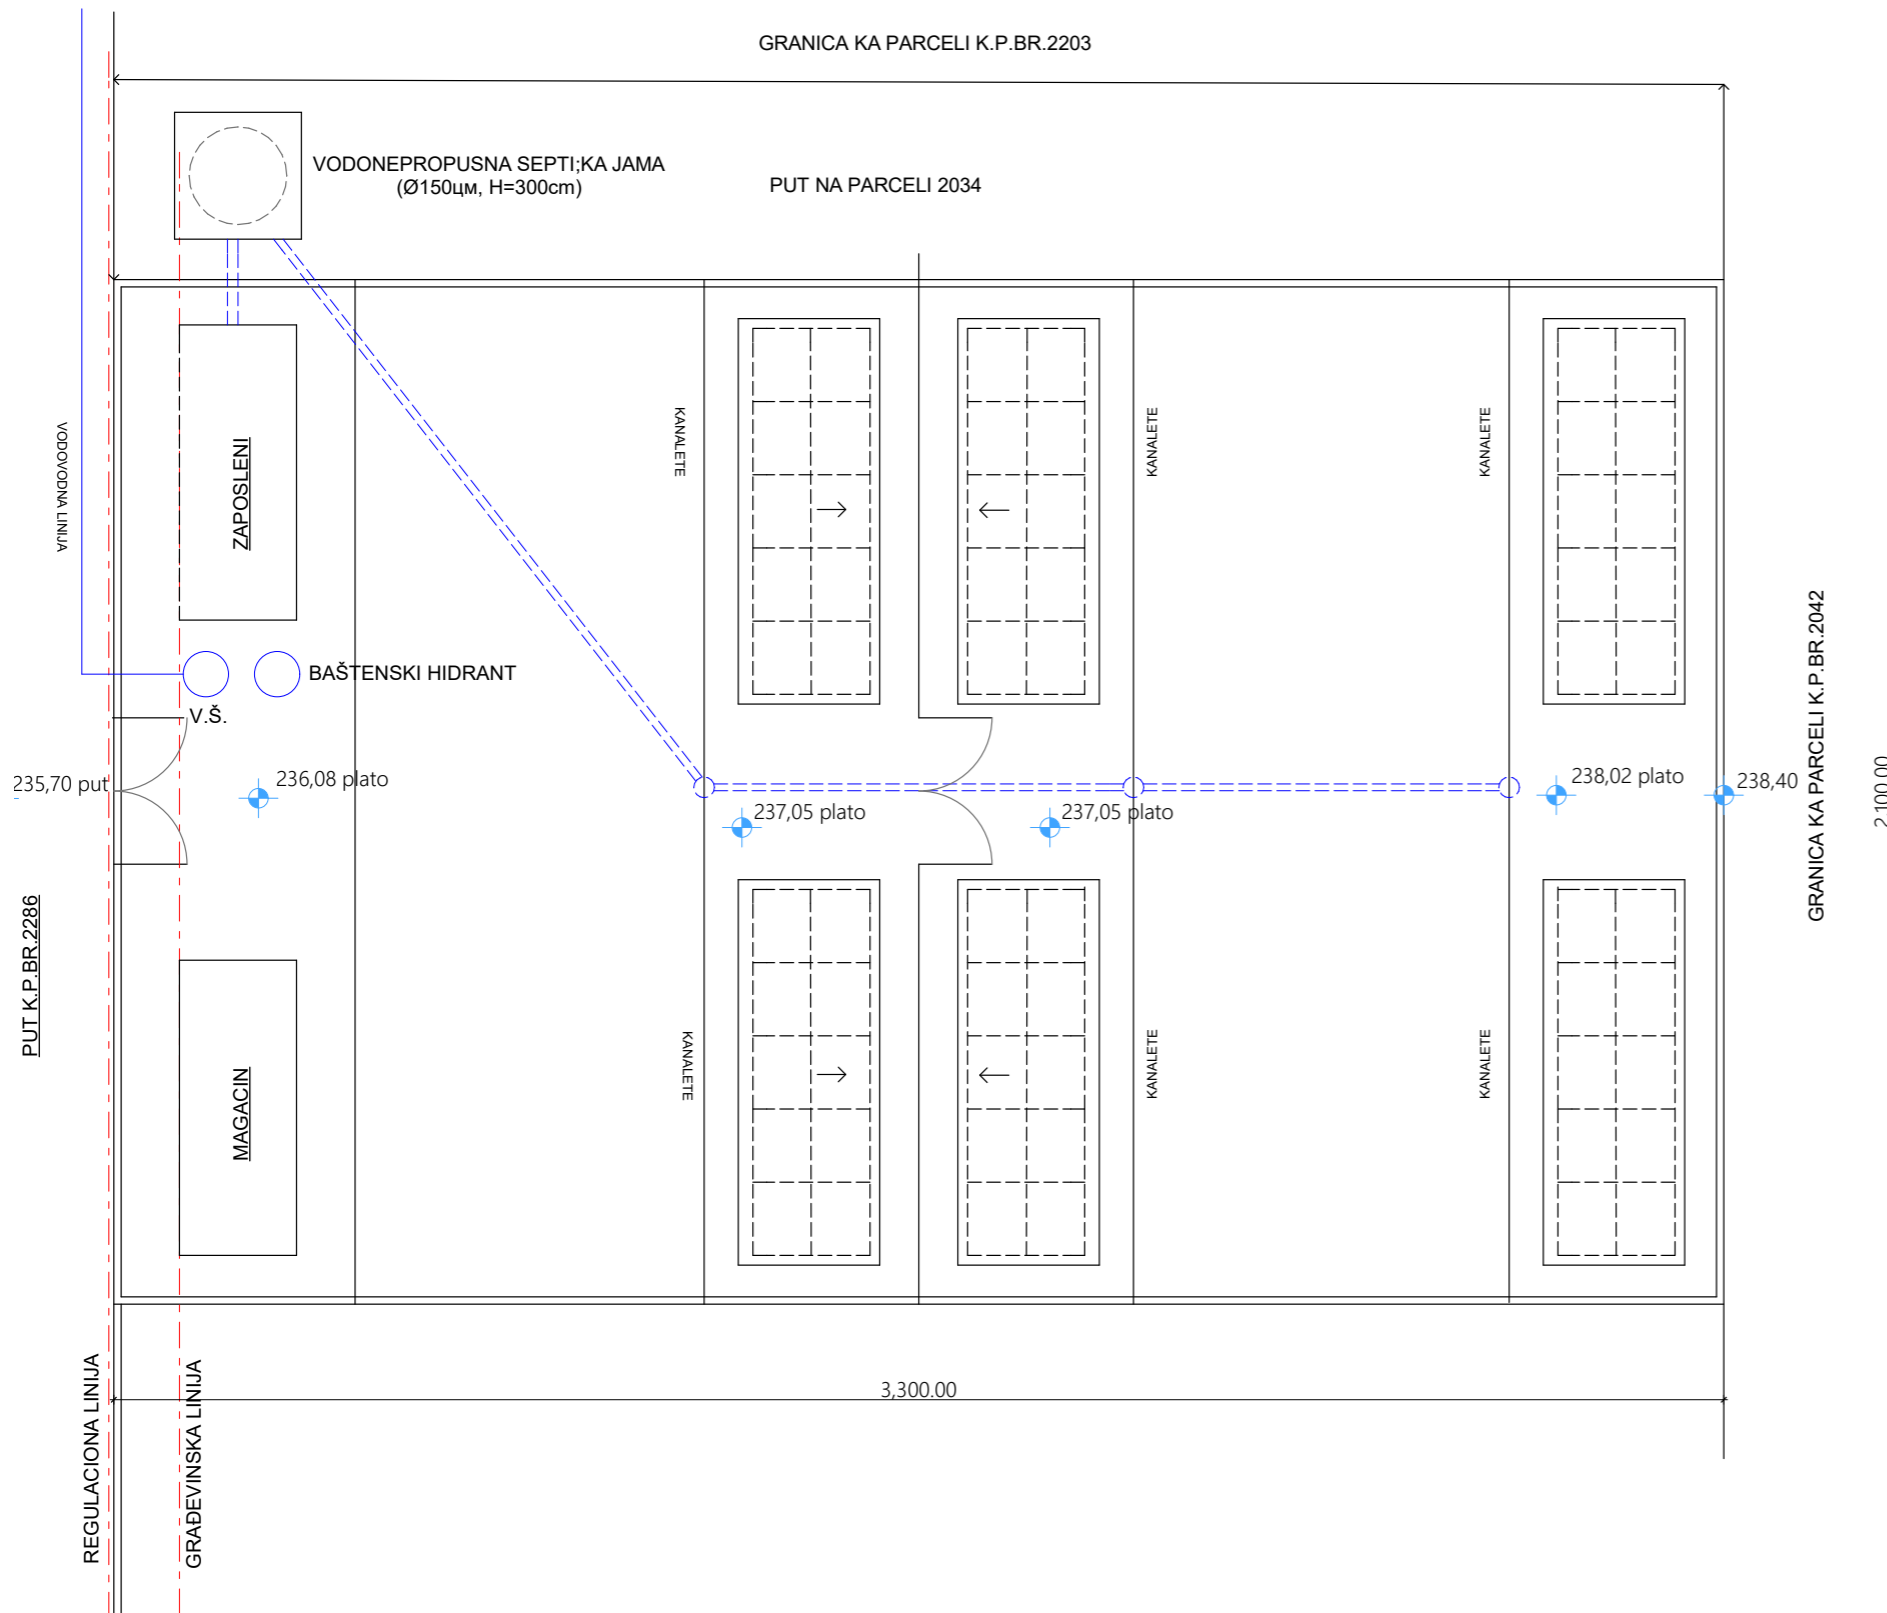 GRANICA KA PARCELI K.P.BR.2203
VODONEPROPUSNA SEPTI;KA JAMA
(Ø150цм, H=300cm)
PUT NA PARCELI 2034
VODOVODNA LINIJA
ZAPOSLENI
KANALETE
KANALETE
KANALETE
BAŠTENSKI HIDRANT
V.Š.
235,70 put
236,08 plato
237,05 plato
237,05 plato
238,02 plato
238,40
GRANICA KA PARCELI K.P.BR.2042
2,100.00
PUT K.P.BR.2286
MAGACIN
KANALETE
KANALETE
KANALETE
3,300.00
REGULACIONA LINIJA
GRAĐEVINSKA LINIJA